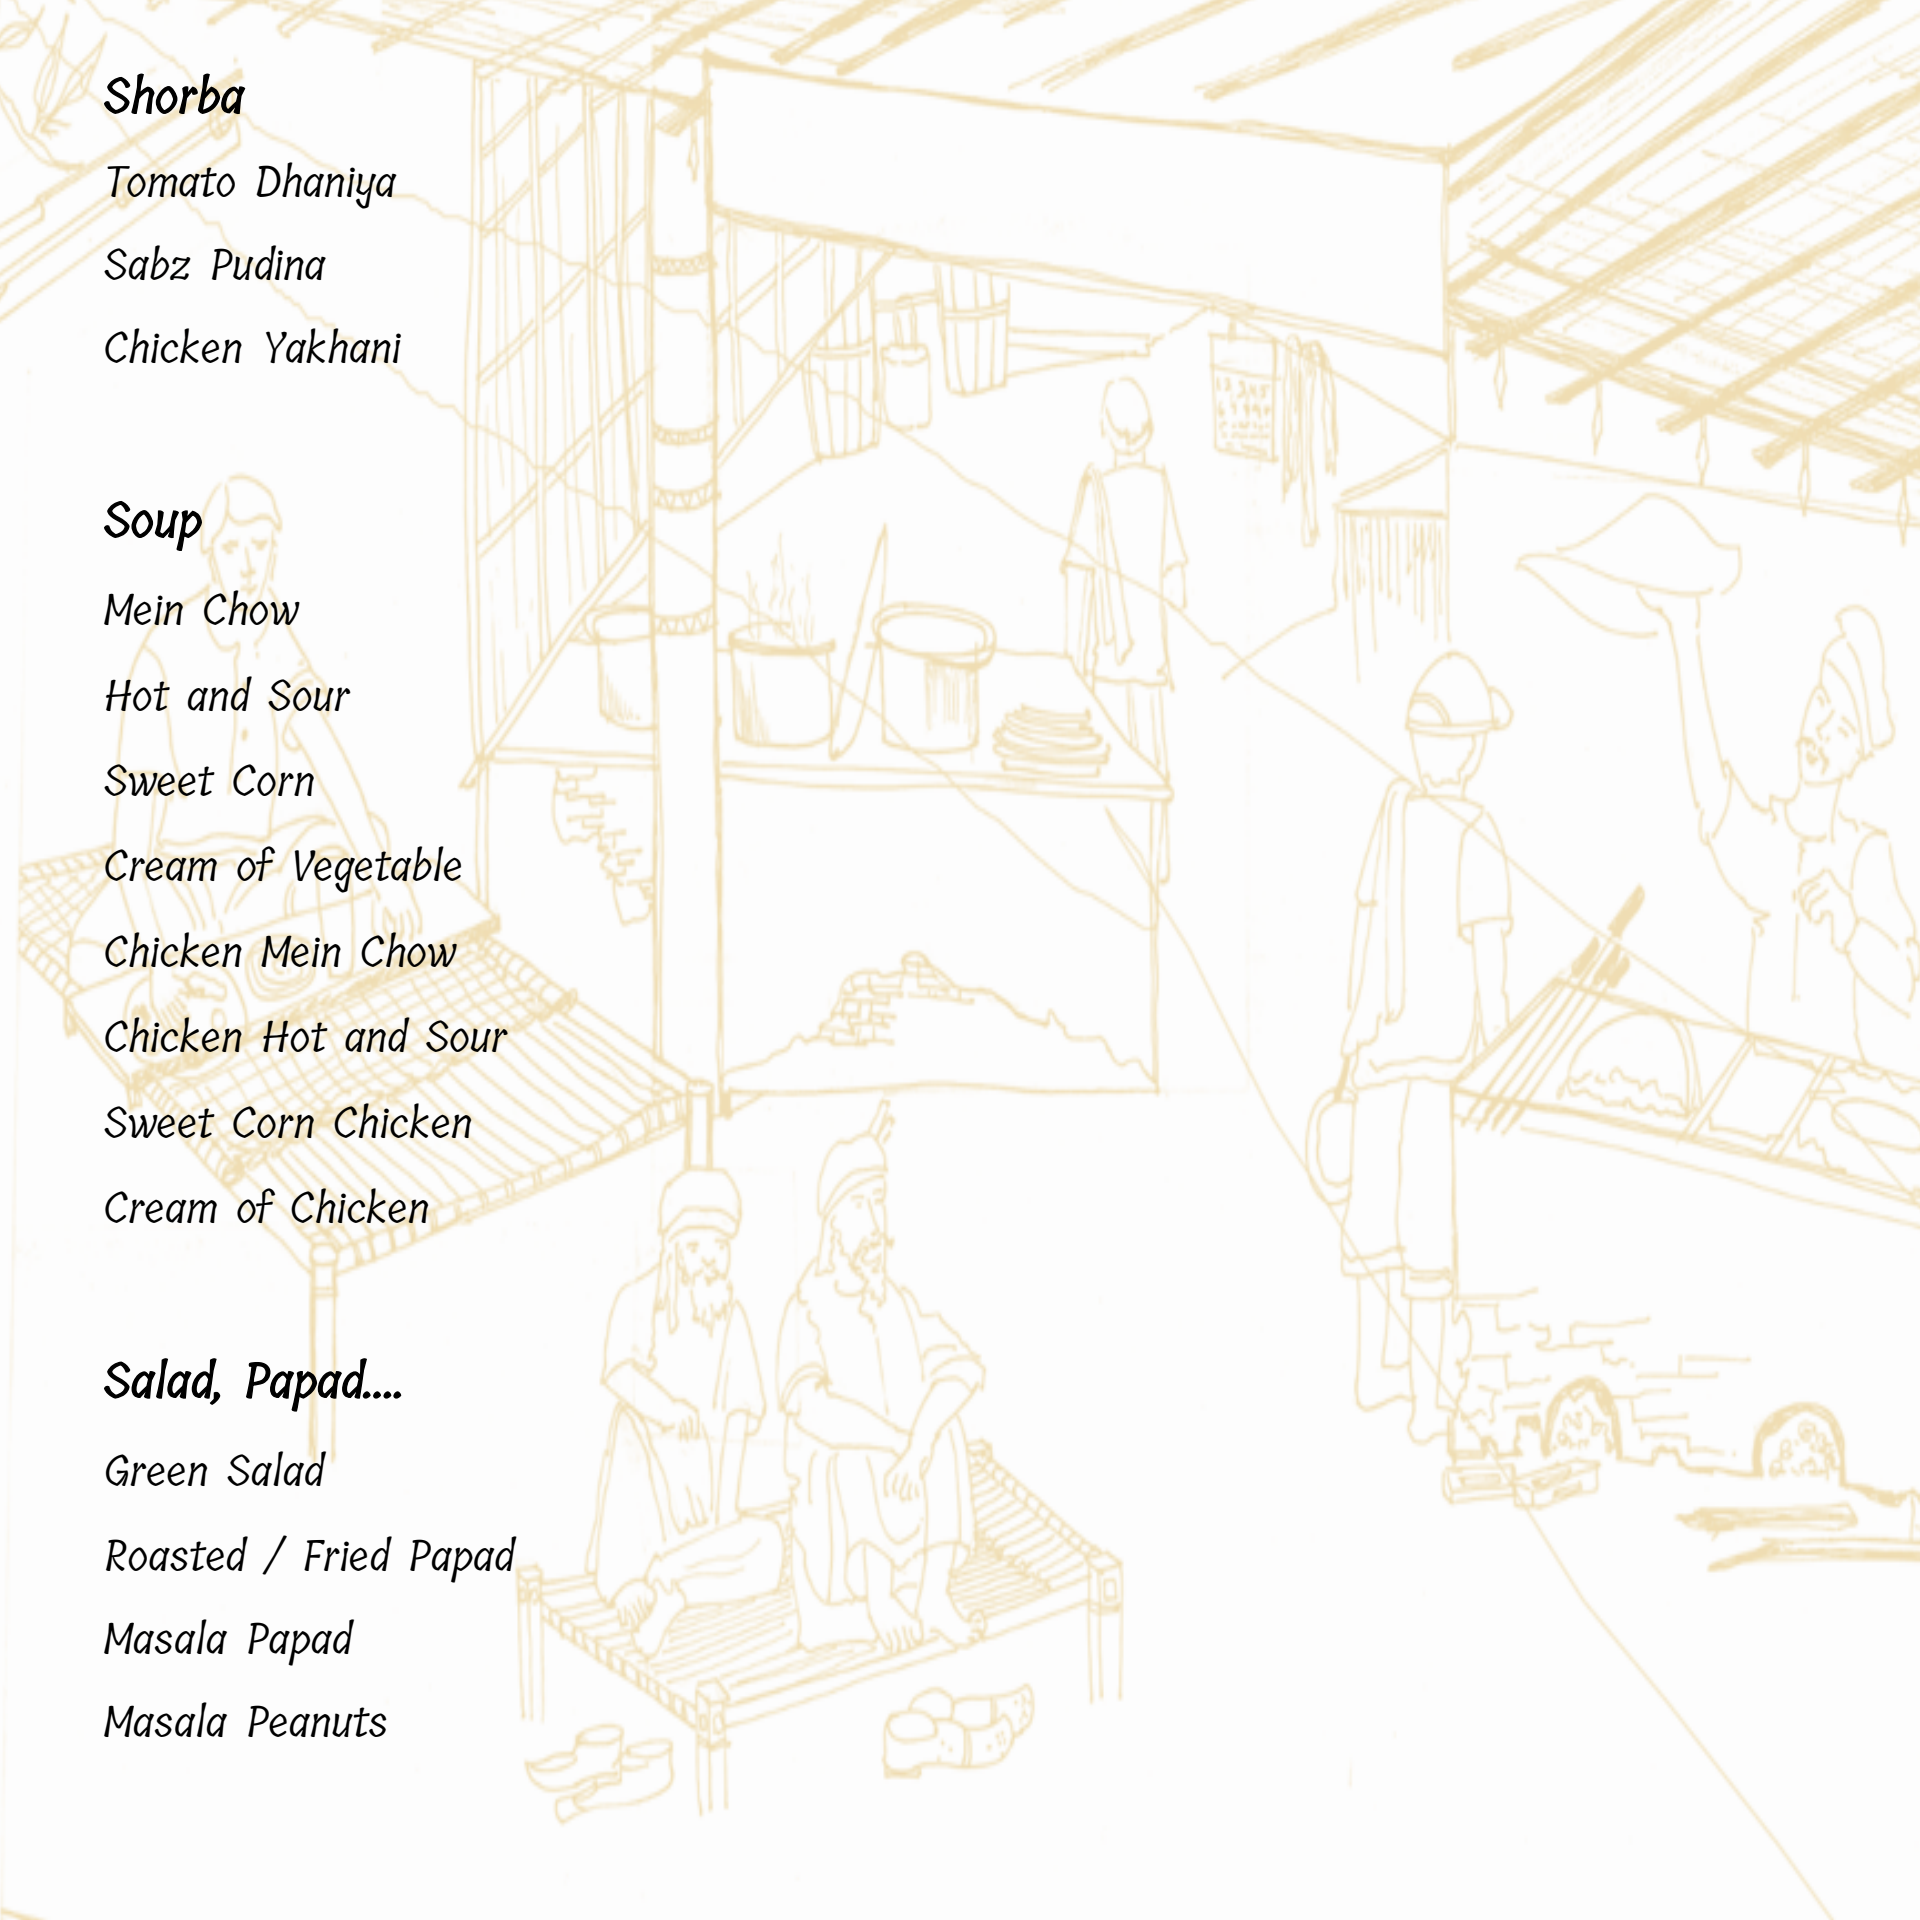 Shorba
Tomato Dhaniya
Sabz Pudina
Chicken Yakhani
Soup
Mein Chow
Hot and Sour
Sweet Corn
Cream of Vegetable
Chicken Mein Chow
Chicken Hot and Sour
Sweet Corn Chicken
Cream of Chicken
Salad, Papad....
Green Salad
Roasted / Fried Papad
Masala Papad
Masala Peanuts